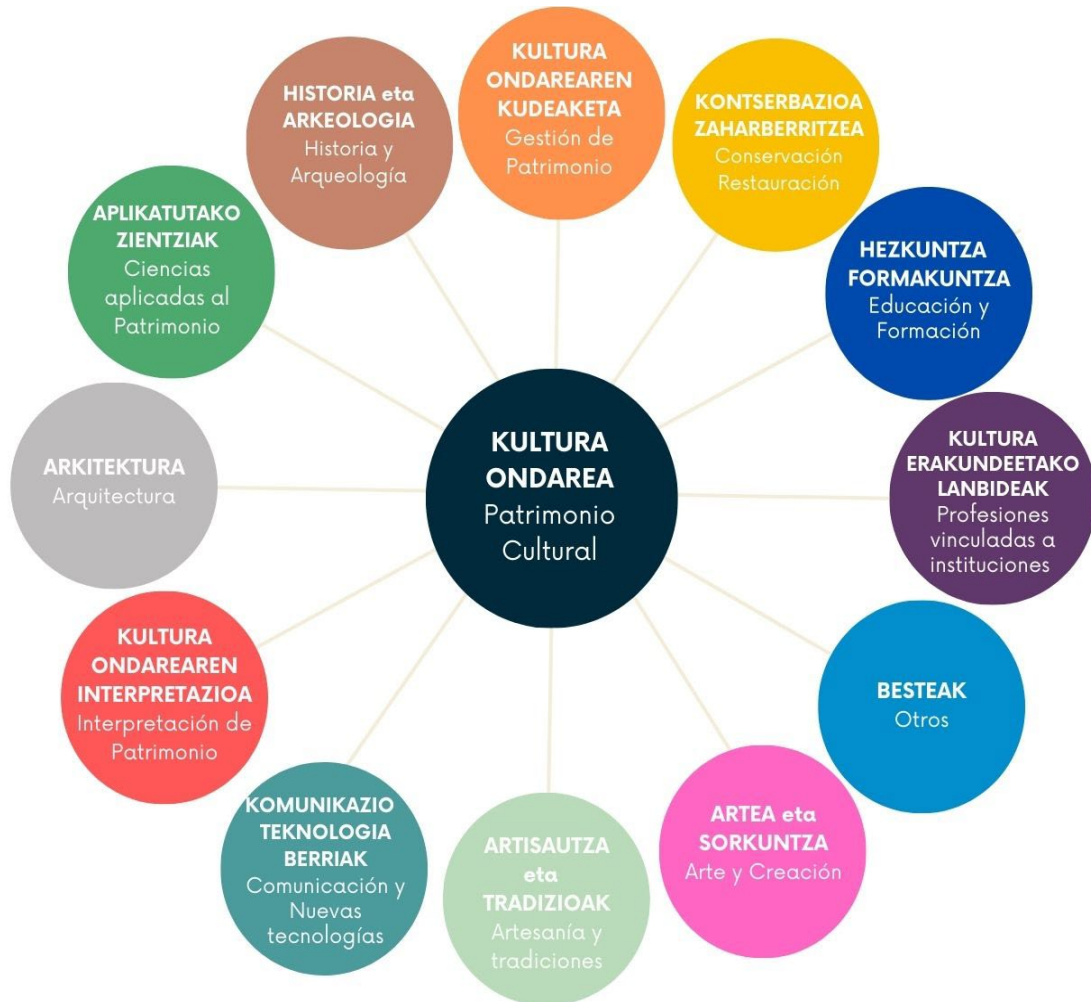 KULTURA
ONDAREAREN
KUDEAKETA
Gestión de
Patrimonio
KONTSERBAZIOA
ZAHARBERRITZEA
Conservación
Restauración
HEZKUNTZA
FORMAKUNTZA
Educación y
Formación
KULTURA
ERAKUNDEETAKO
LANBIDEAK
Profesiones
vinculadas a
instituciones
BESTEAK
Otros
ARTEA eta
SORKUNTZA
Arte y Creación
ARTISAUTZA
eta
TRADIZIOAK
Artesanía y
tradiciones
KOMUNIKAZIO
TEKNOLOGIA
BERRIAK
Comunicación y
Nuevas
tecnologías
KULTURA
ONDAREAREN
INTERPRETAZIOA
Interpretación de
Patrimonio
ARKITEKTURA
Arquitectura
APLIKATUTAKO
ZIENTZIAK
Ciencias
aplicadas al
Patrimonio
HISTORIA eta
ARKEOLOGIA
Historia y
Arqueología
KULTURA
ONDAREA
Patrimonio
Cultural